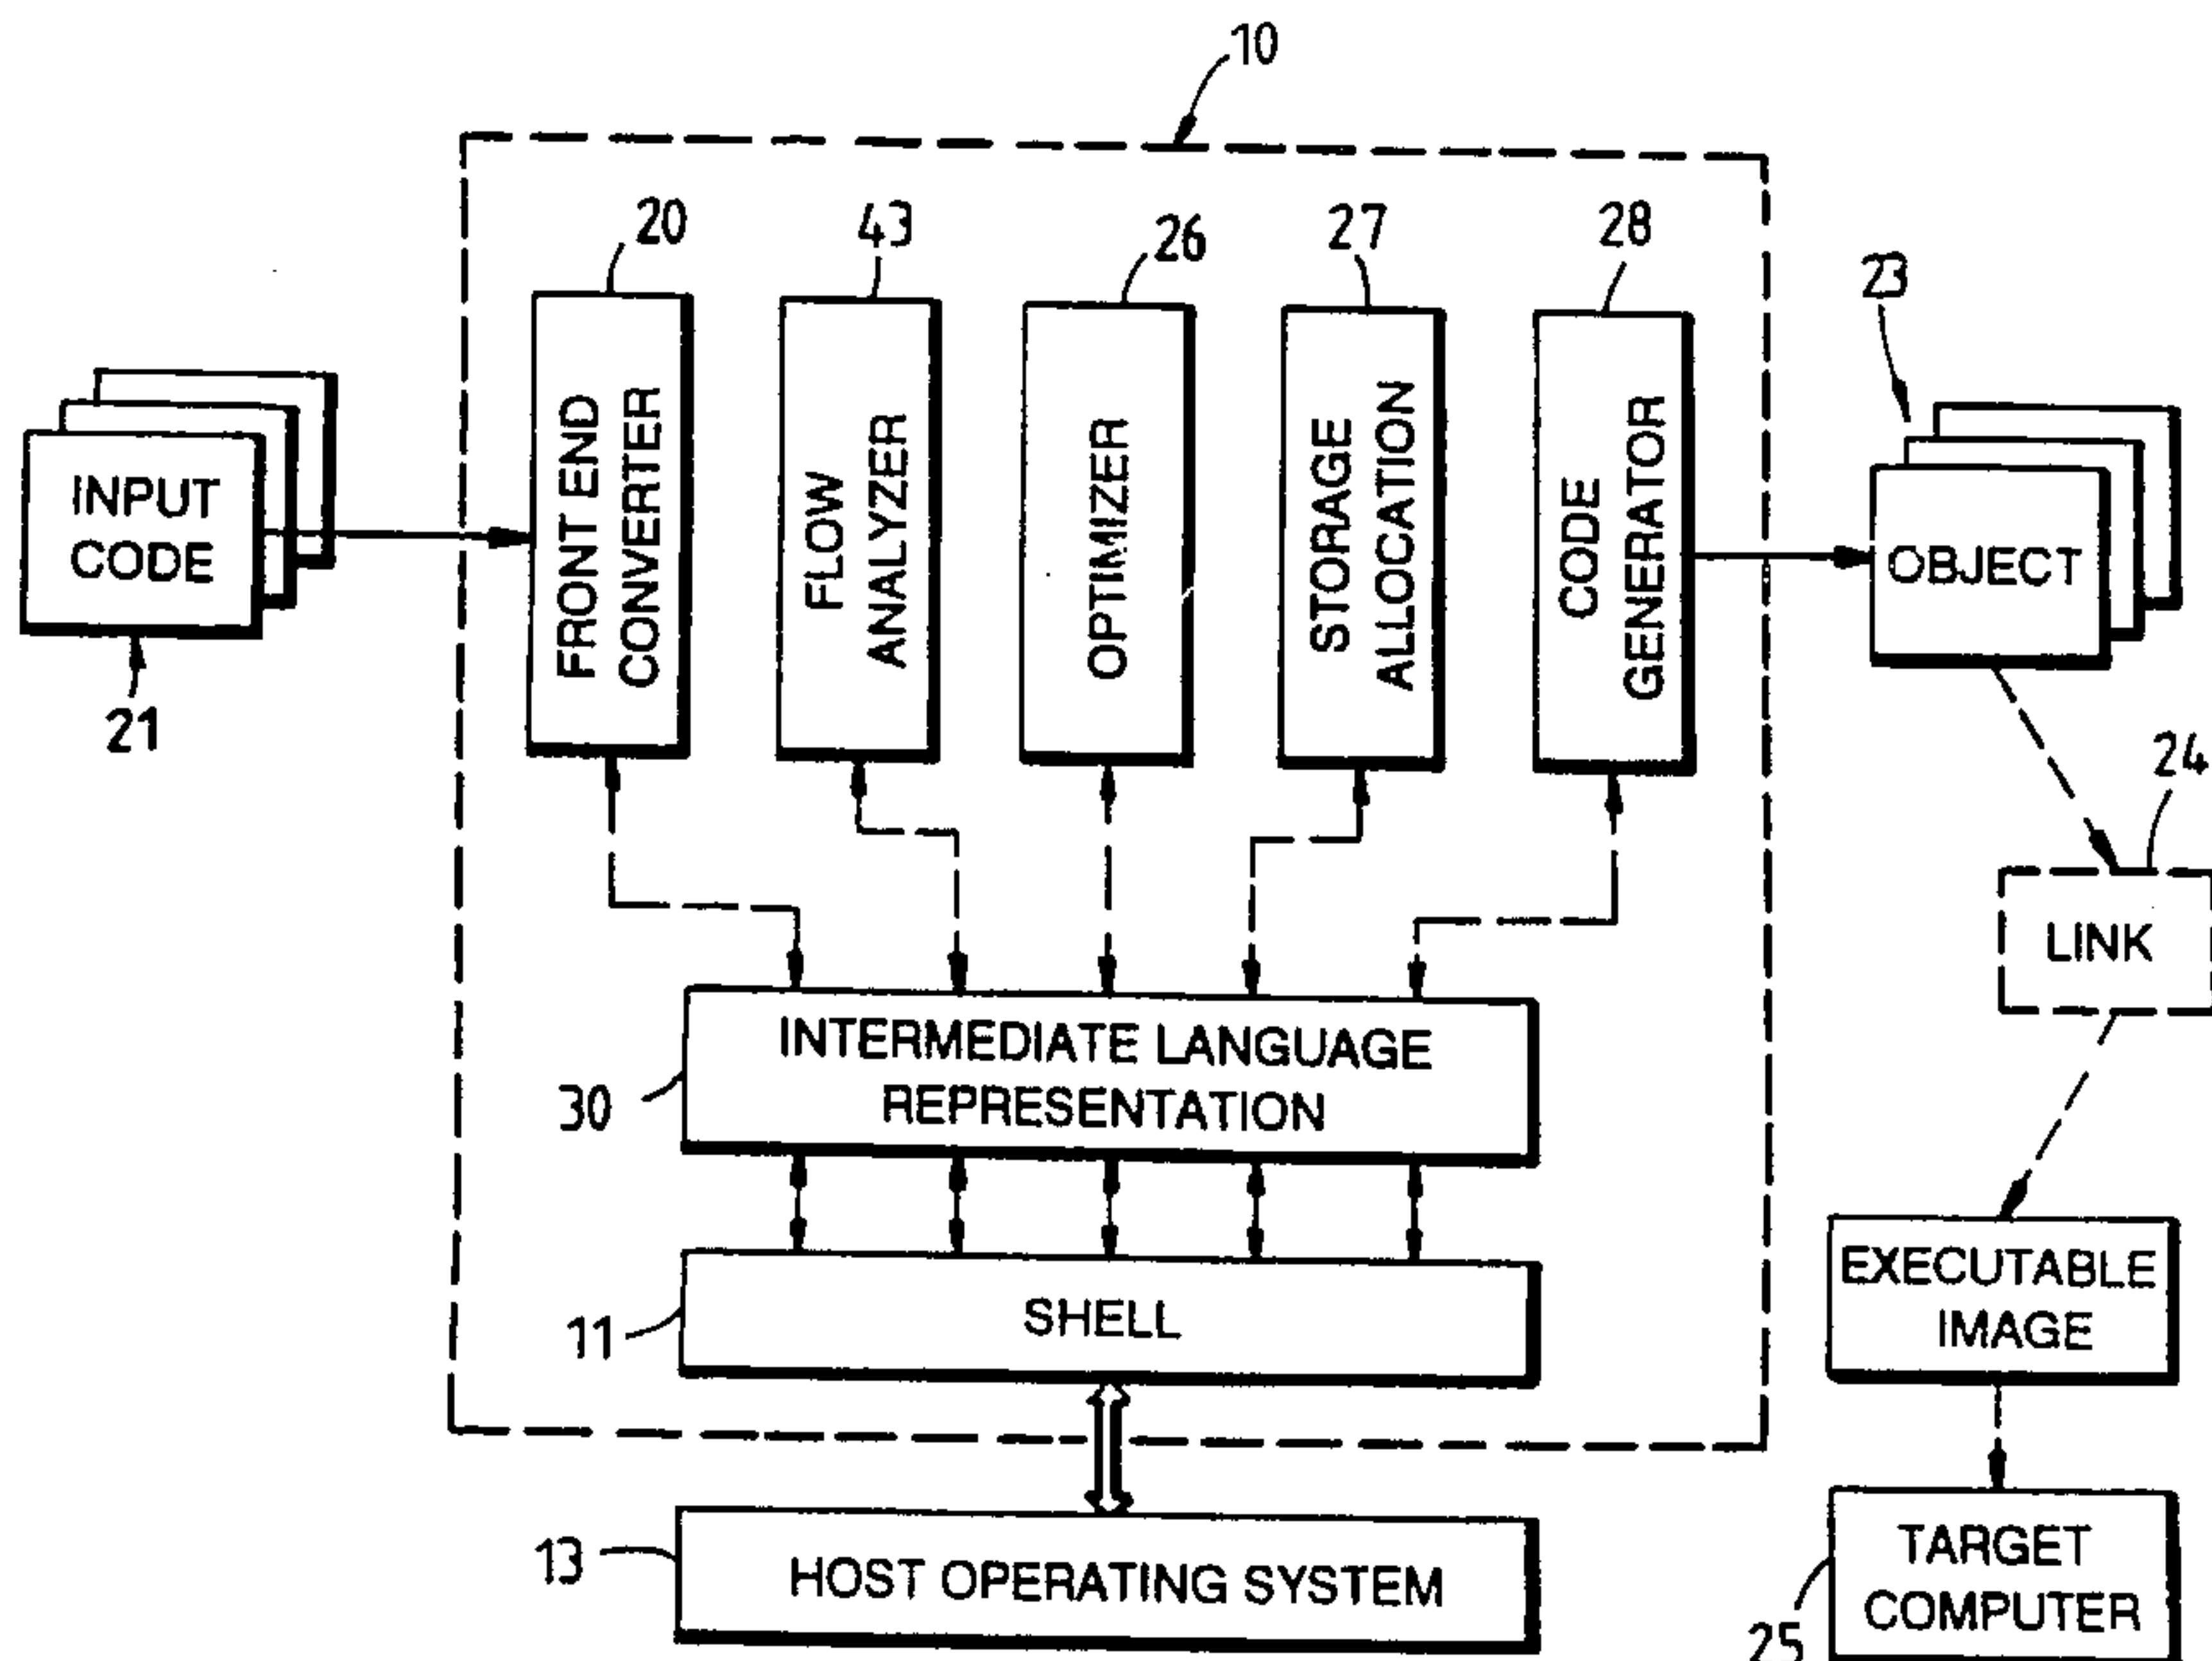 10
20
43
26
27
28
23
INPUT
CODE
21
FRONT END
CONVERTER
FLOW
ANALYZER
OPTIMIZER
STORAGE
ALLOCATION
CODE
GENERATOR
OBJECT
24
LINK
INTERMEDIATE LANGUAGE
REPRESENTATION
30
SHELL
11
EXECUTABLE
IMAGE
HOST OPERATING SYSTEM
13
TARGET
COMPUTER
25